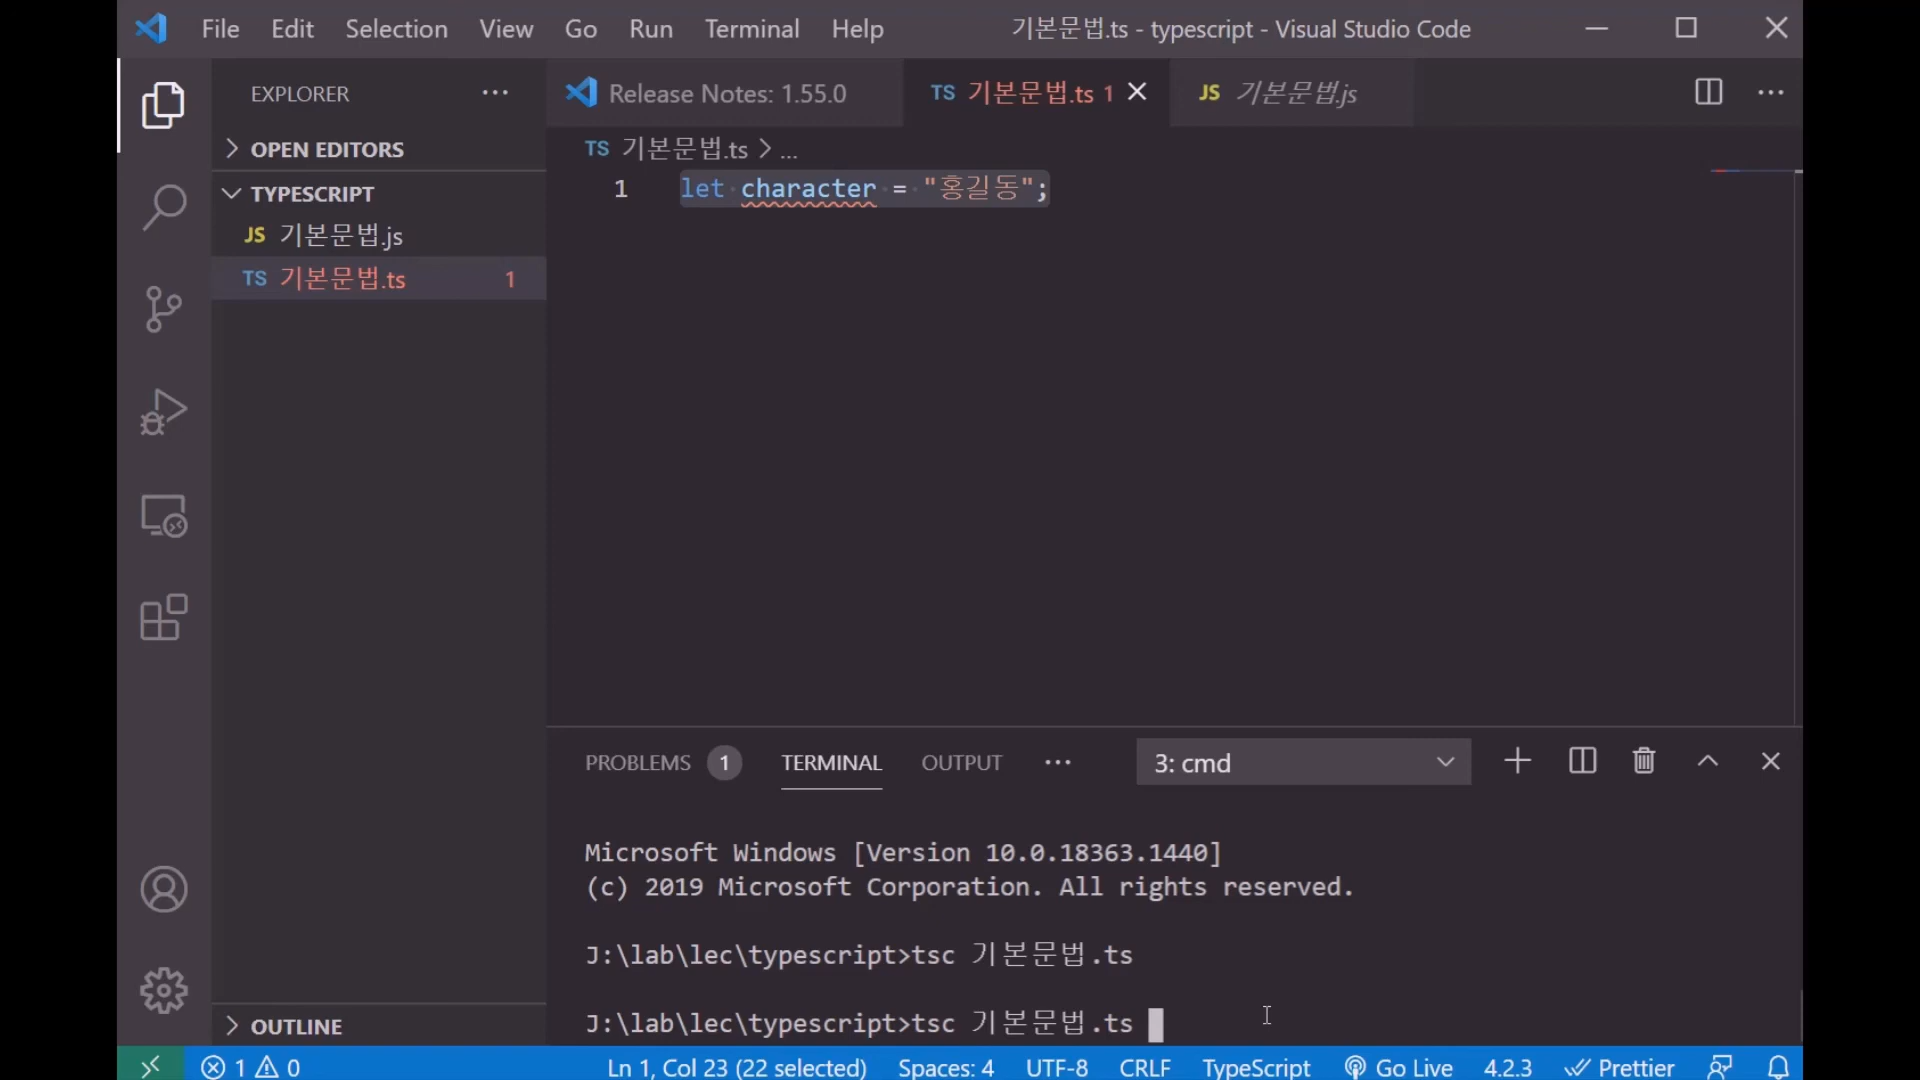 File Edit Selection View Go Run Terminal Help 기본문법.ts - typescript - Visual Studio Code
EXPLORER ...
Release Notes: 1.55.0 TS 기본문법.ts 1 JS 기본문법.js ...
OPEN EDITORS
TS 기본문법.ts > ...
TYPESCRIPT
1 let character = "홍길동";
JS 기본문법.js
TS 기본문법.ts 1
PROBLEMS 1 TERMINAL OUTPUT ... 3: cmd
Microsoft Windows [Version 10.0.18363.1440]
(c) 2019 Microsoft Corporation. All rights reserved.
J:\lab\lec\typescript>tsc 기본문법.ts
J:\lab\lec\typescript>tsc 기본문법.ts
OUTLINE
1 0 Ln 1, Col 23 (22 selected) Spaces: 4 UTF-8 CRLF TypeScript Go Live 4.2.3 Prettier